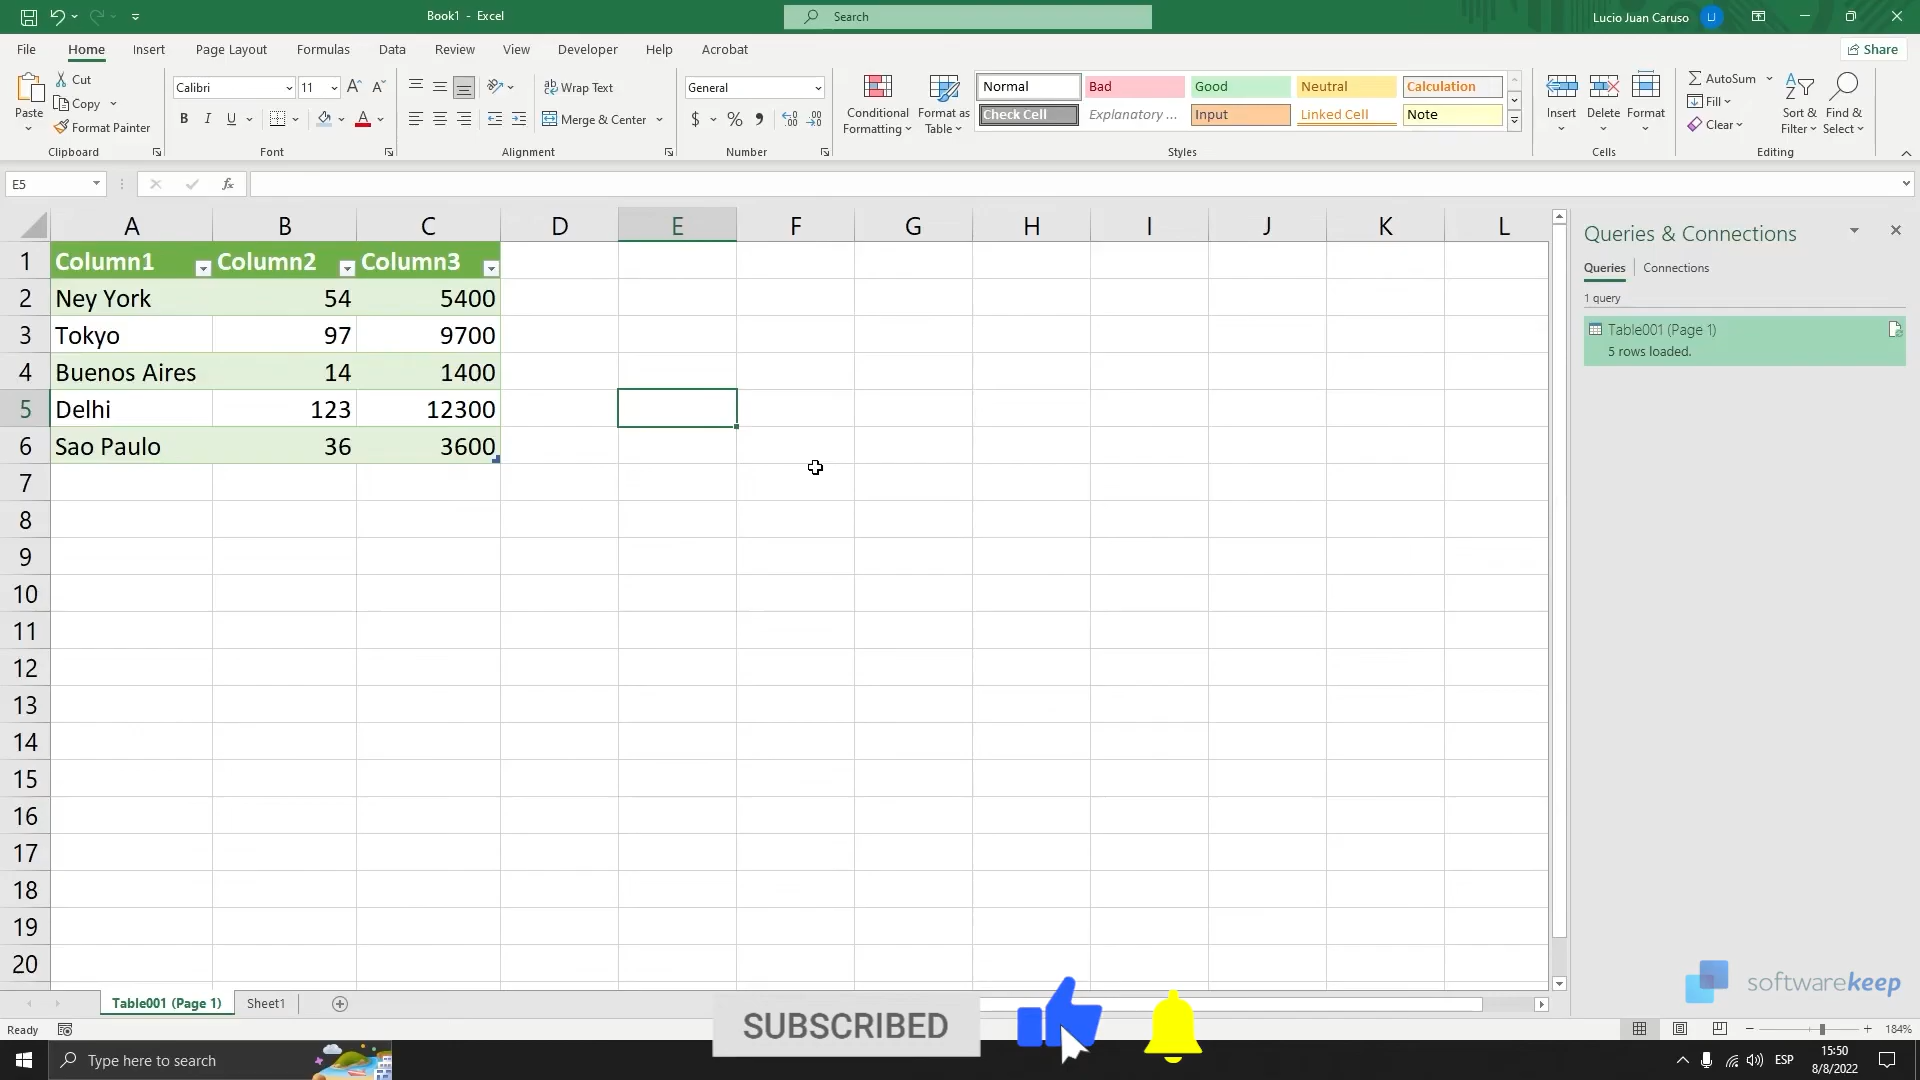 Book1 - Excel
Search
Lucio Juan Caruso
LJ
File Home Insert Page Layout Formulas Data Review View Developer Help Acrobat
Share
Paste
Cut
Copy
Format Painter
Clipboard
Calibri 11
B I U
Font
Wrap Text
Merge & Center
Alignment
General
$ % ,
Number
Conditional Formatting
Format as Table
Normal Bad Good Neutral Calculation
Check Cell Explanatory ... Input Linked Cell Note
Styles
Insert Delete Format
Cells
AutoSum
Fill
Clear
Sort & Filter
Find & Select
Editing
E5
fx
A B C D E F G H I J K L
1 Column1 Column2 Column3
2 Ney York 54 5400
3 Tokyo 97 9700
4 Buenos Aires 14 1400
5 Delhi 123 12300
6 Sao Paulo 36 3600
7
8
9
10
11
12
13
14
15
16
17
18
19
20
Queries & Connections
Queries Connections
1 query
Table001 (Page 1)
5 rows loaded.
softwarekeep
Table001 (Page 1) Sheet1
SUBSCRIBED
Ready
184%
Type here to search
ESP
15:50
8/8/2022